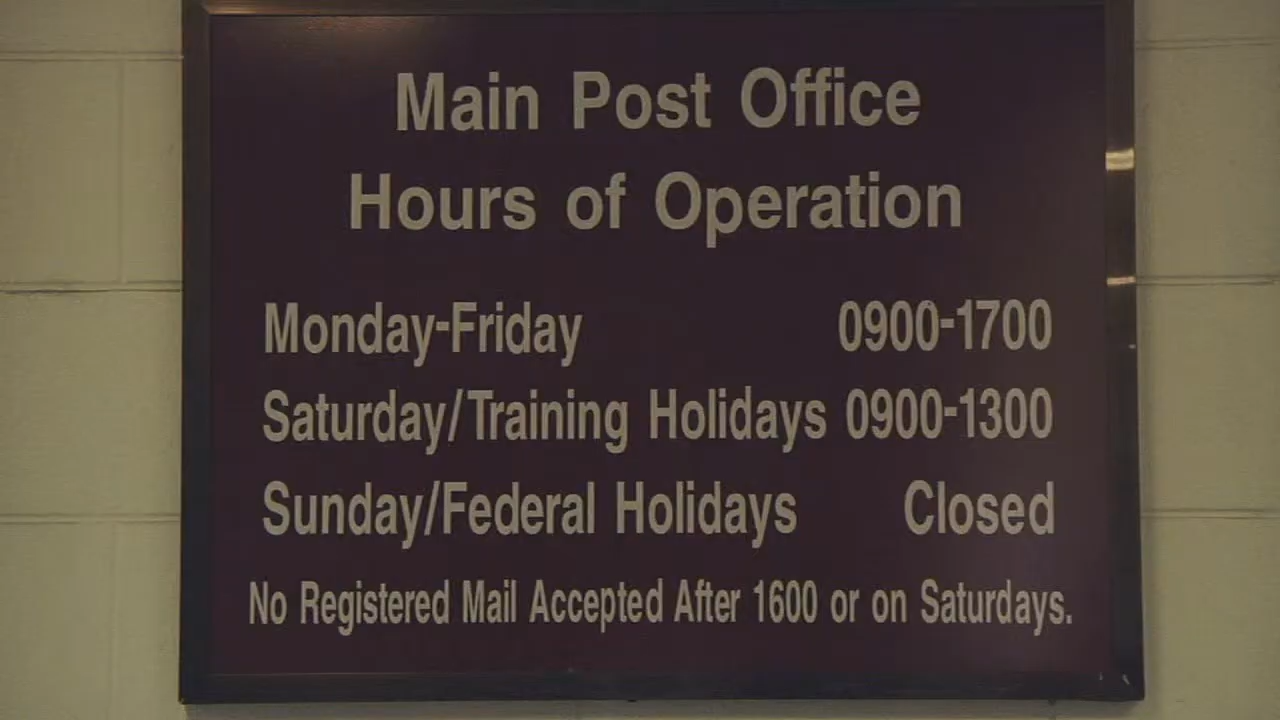 Main Post Office
Hours of Operation
Monday-Friday 0900-1700
Saturday/Training Holidays 0900-1300
Sunday/Federal Holidays Closed
No Registered Mail Accepted After 1600 or on Saturdays.